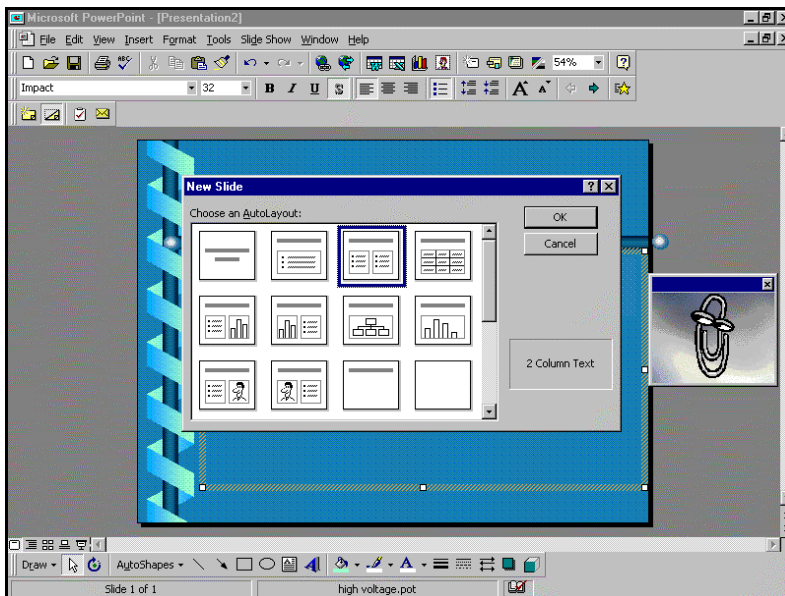 Microsoft PowerPoint - [Presentation2]
File Edit View Insert Format Tools Slide Show Window Help
ABC 54% ?
Impact 32 B I U S A A
New Slide ?
Choose an AutoLayout:
OK
Cancel
2 Column Text
Draw AutoShapes A A
Slide 1 of 1 high voltage.pot